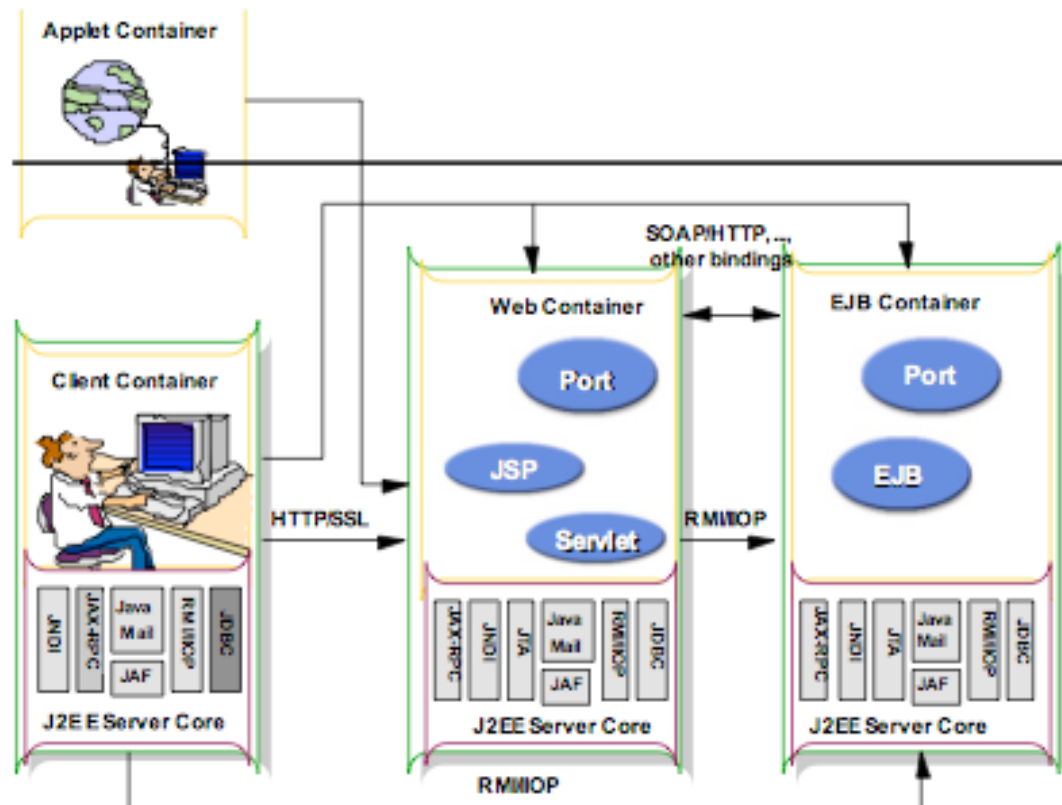 Applet Container
SOAP/HTTP, ...,
other bindings
Web Container
EJB Container
Client Container
Port
Port
JSP
EJB
HTTP/SSL
Servlet
RMI/IIOP
JNDI
JAX-RPC
Java
Mail
JAF
RMI/IIOP
JDBC
J2EE Server Core
JAX-RPC
JNDI
JTA
Java
Mail
JAF
RMI/IIOP
JDBC
J2EE Server Core
JAX-RPC
JNDI
JTA
Java
Mail
JAF
RMI/IIOP
JDBC
J2EE Server Core
RMI/IIOP